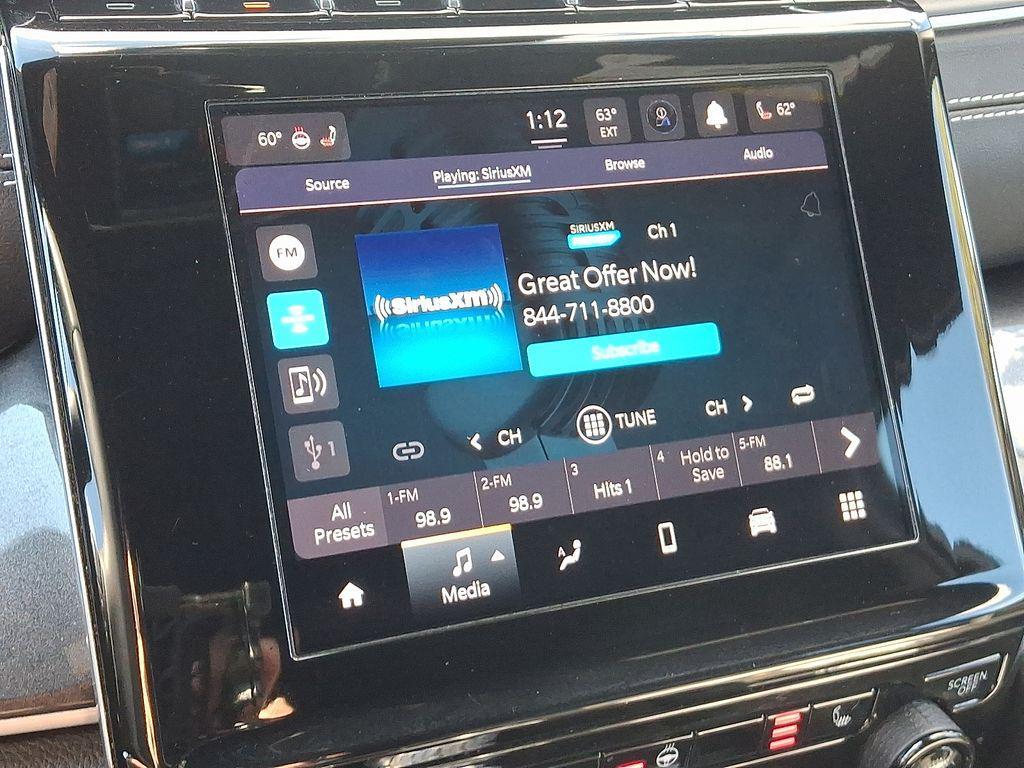 60°
1:12
63°
EXT
62°
Source
Playing: SiriusXM
Browse
Audio
FM
((SiriusXM))
SIRIUSXM
Ch 1
Great Offer Now!
844-711-8800
Subscribe
1
CH
TUNE
CH
All
Presets
1-FM
98.9
2-FM
98.9
3
Hits 1
4
Hold to
Save
5-FM
88.1
Media
A
SCREEN
OFF